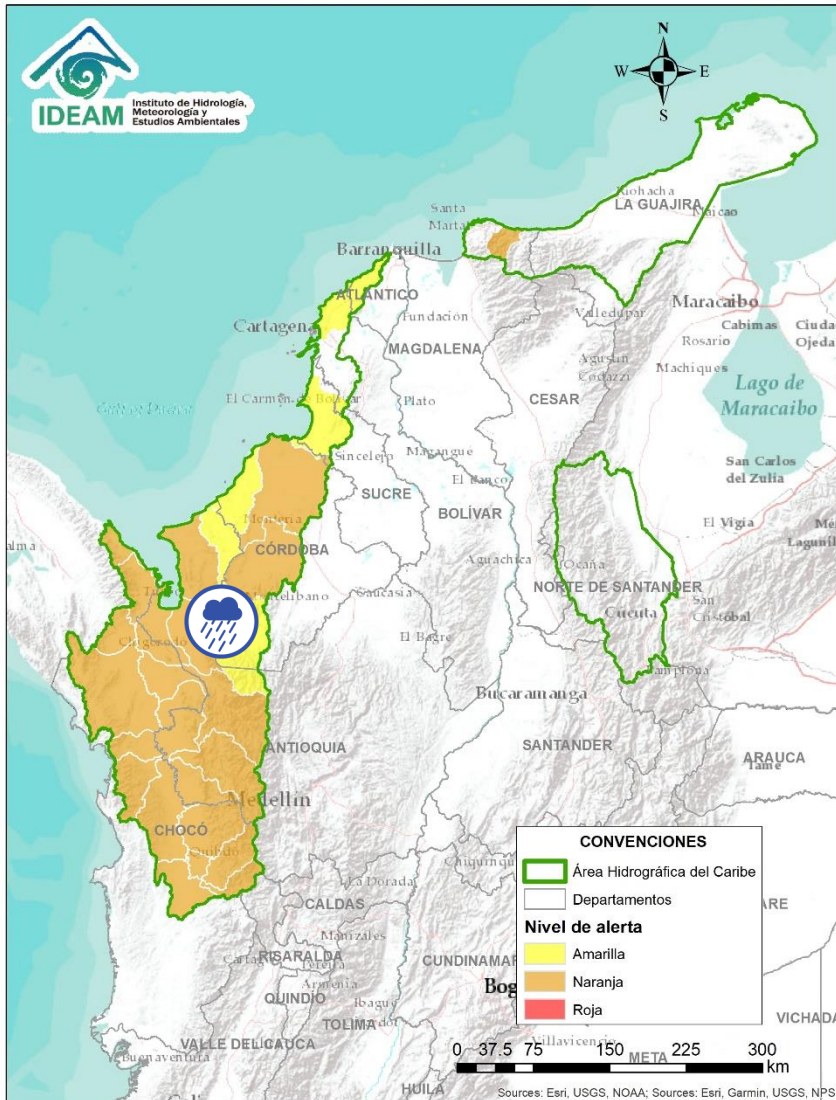 IDEAM
Instituto de Hidrología,
Meteorología y
Estudios Ambientales
N
W
E
S
Riohacha
LA GUAJIRA
Maicao
Santa
Marta
Barranquilla
ATLÁNTICO
Cartagena
Fundación
MAGDALENA
Valledupar
Maracaibo
Cabimas
Ciudad
Ojeda
Rosario
Machiques
Agustín
Codazzi
CESAR
Lago de
Maracaibo
El Carmen de Bolívar
Plato
Sincelejo
Magangué
SUCRE
El Banco
BOLÍVAR
San Carlos
del Zulia
El Vigía
Montería
CÓRDOBA
Aguachica
Ocaña
NORTE DE SANTANDER
Cúcuta
San
Cristóbal
Caucasia
El Bagre
Pamplona
Bucaramanga
ANTIOQUIA
SANTANDER
ARAUCA
Tame
Medellín
CHOCÓ
Quibdó
La Dorada
CALDAS
Manizales
RISARALDA
Pereira
Armenia
QUINDÍO
Ibagué
TOLIMA
VALLE DEL CAUCA
Buenaventura
CUNDINAMAR
Bog
Villavicencio
META
VICHADA
HUILA
CONVENCIONES
Área Hidrográfica del Caribe
Departamentos
Nivel de alerta
Amarilla
Naranja
Roja
0 37.5 75 150 225 300
km
Sources: Esri, USGS, NOAA; Sources: Esri, Garmin, USGS, NPS